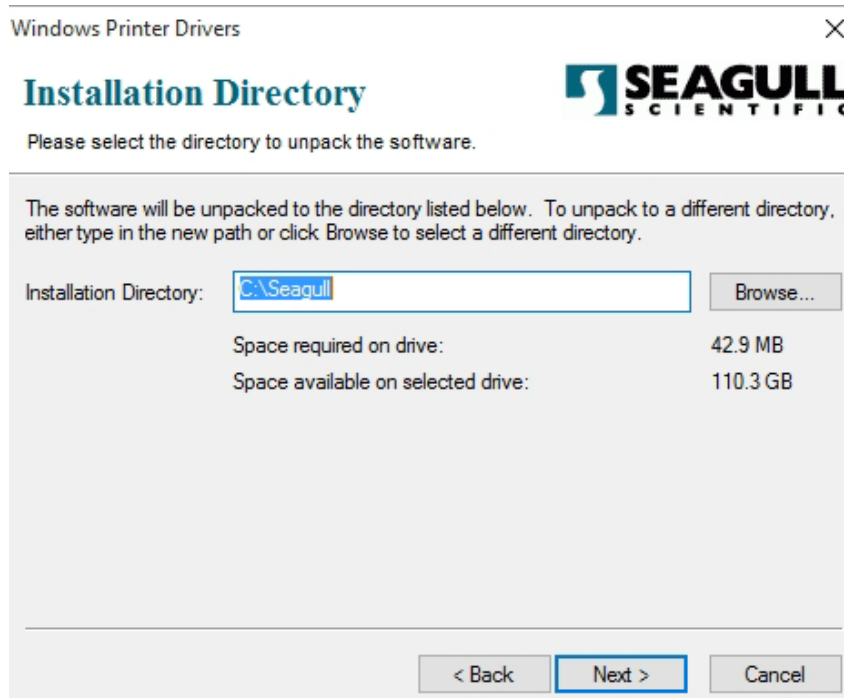 Windows Printer Drivers
Installation Directory
SEAGULL
SCIENTIFIC
Please select the directory to unpack the software.
The software will be unpacked to the directory listed below. To unpack to a different directory,
either type in the new path or click Browse to select a different directory.
Installation Directory: C:\Seagull Browse...
Space required on drive: 42.9 MB
Space available on selected drive: 110.3 GB
< Back Next > Cancel